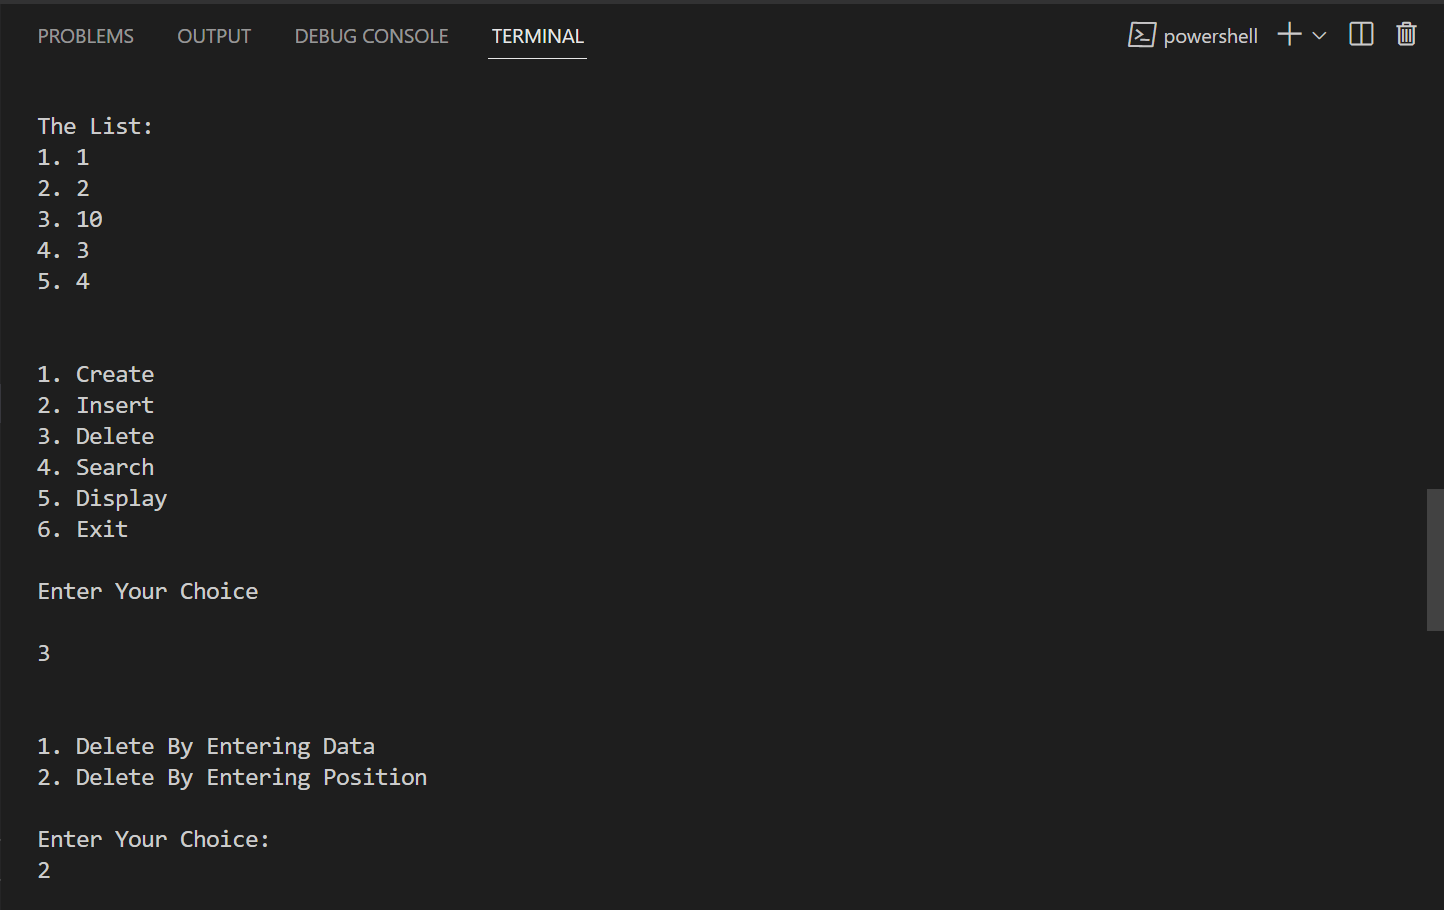 PROBLEMS OUTPUT DEBUG CONSOLE TERMINAL powershell
The List:
1. 1
2. 2
3. 10
4. 3
5. 4
1. Create
2. Insert
3. Delete
4. Search
5. Display
6. Exit
Enter Your Choice
3
1. Delete By Entering Data
2. Delete By Entering Position
Enter Your Choice:
2